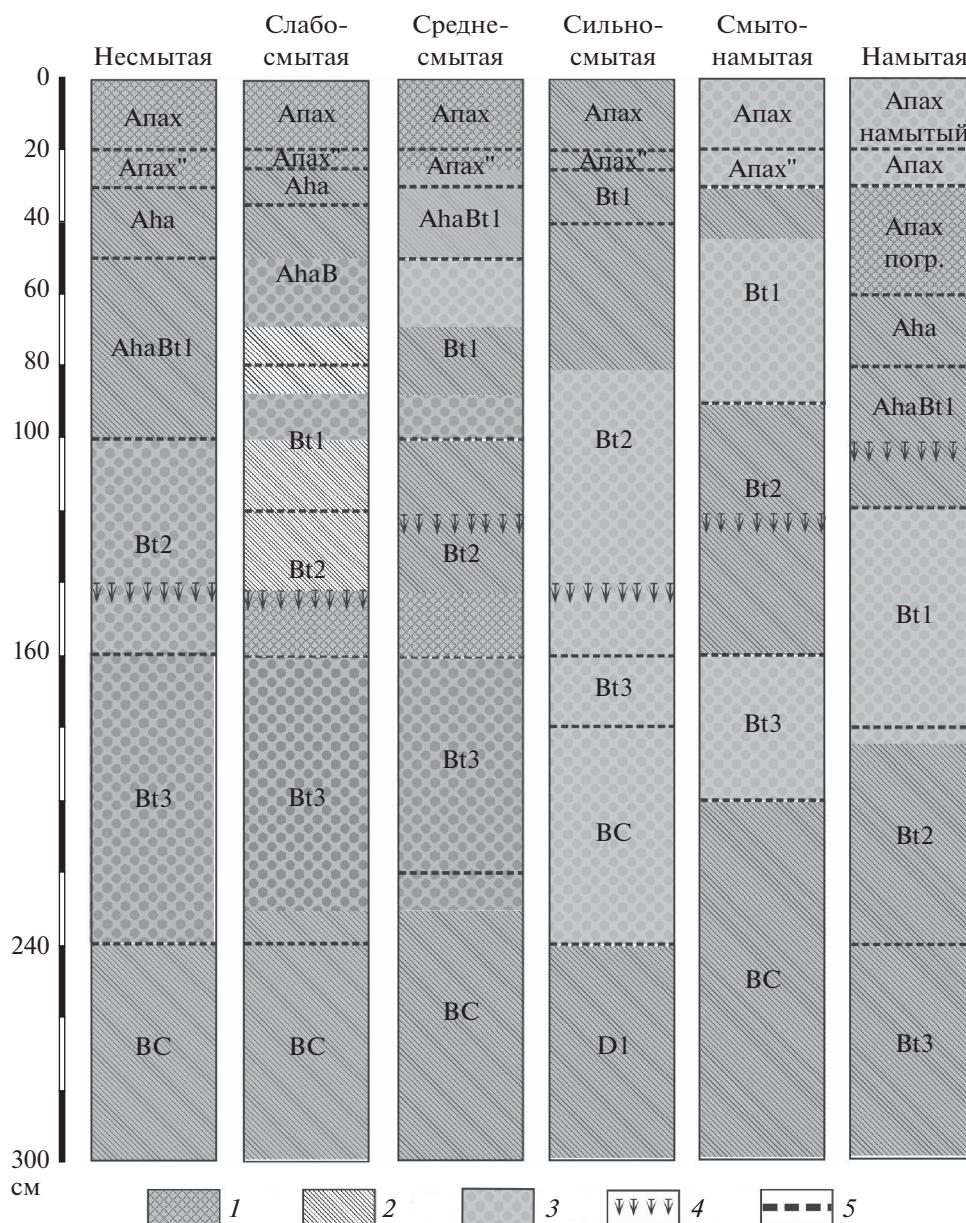 Несмытая
Слабо-
смытая
Средне-
смытая
Сильно-
смытая
Смыто-
намытая
Намытая
0
20
40
60
80
100
160
240
300
см
Апах
Апах"
Aha
AhaBt1
Bt2
Bt3
BC
Апах
Апах"
Aha
AhaB
Bt1
Bt2
Bt3
BC
Апах
Апах"
AhaBt1
Bt1
Bt2
Bt3
BC
Апах
Апах"
Bt1
Bt2
Bt3
BC
D1
Апах
Апах"
Bt1
Bt2
Bt3
BC
Апах
намытый
Апах
Апах
погр.
Aha
AhaBt1
Bt1
Bt2
Bt3
1
2
3
4
5